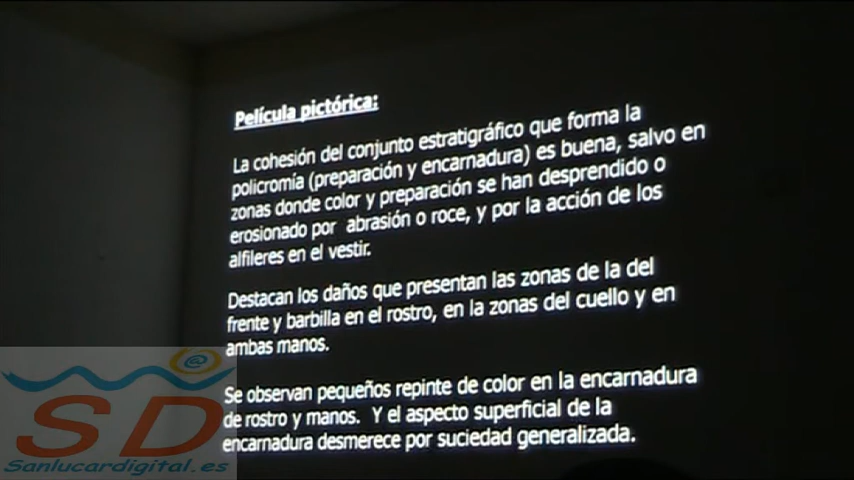 Película pictórica:
La cohesión del conjunto estratigráfico que forma la
policromía (preparación y encarnadura) es buena, salvo en
zonas donde color y preparación se han desprendido o
erosionado por abrasión o roce, y por la acción de los
alfileres en el vestir.
Destacan los daños que presentan las zonas de la del
frente y barbilla en el rostro, en la zonas del cuello y en
ambas manos.
Se observan pequeños repinte de color en la encarnadura
de rostro y manos. Y el aspecto superficial de la
encarnadura desmerece por suciedad generalizada.
@
SD
Sanlucardigital.es